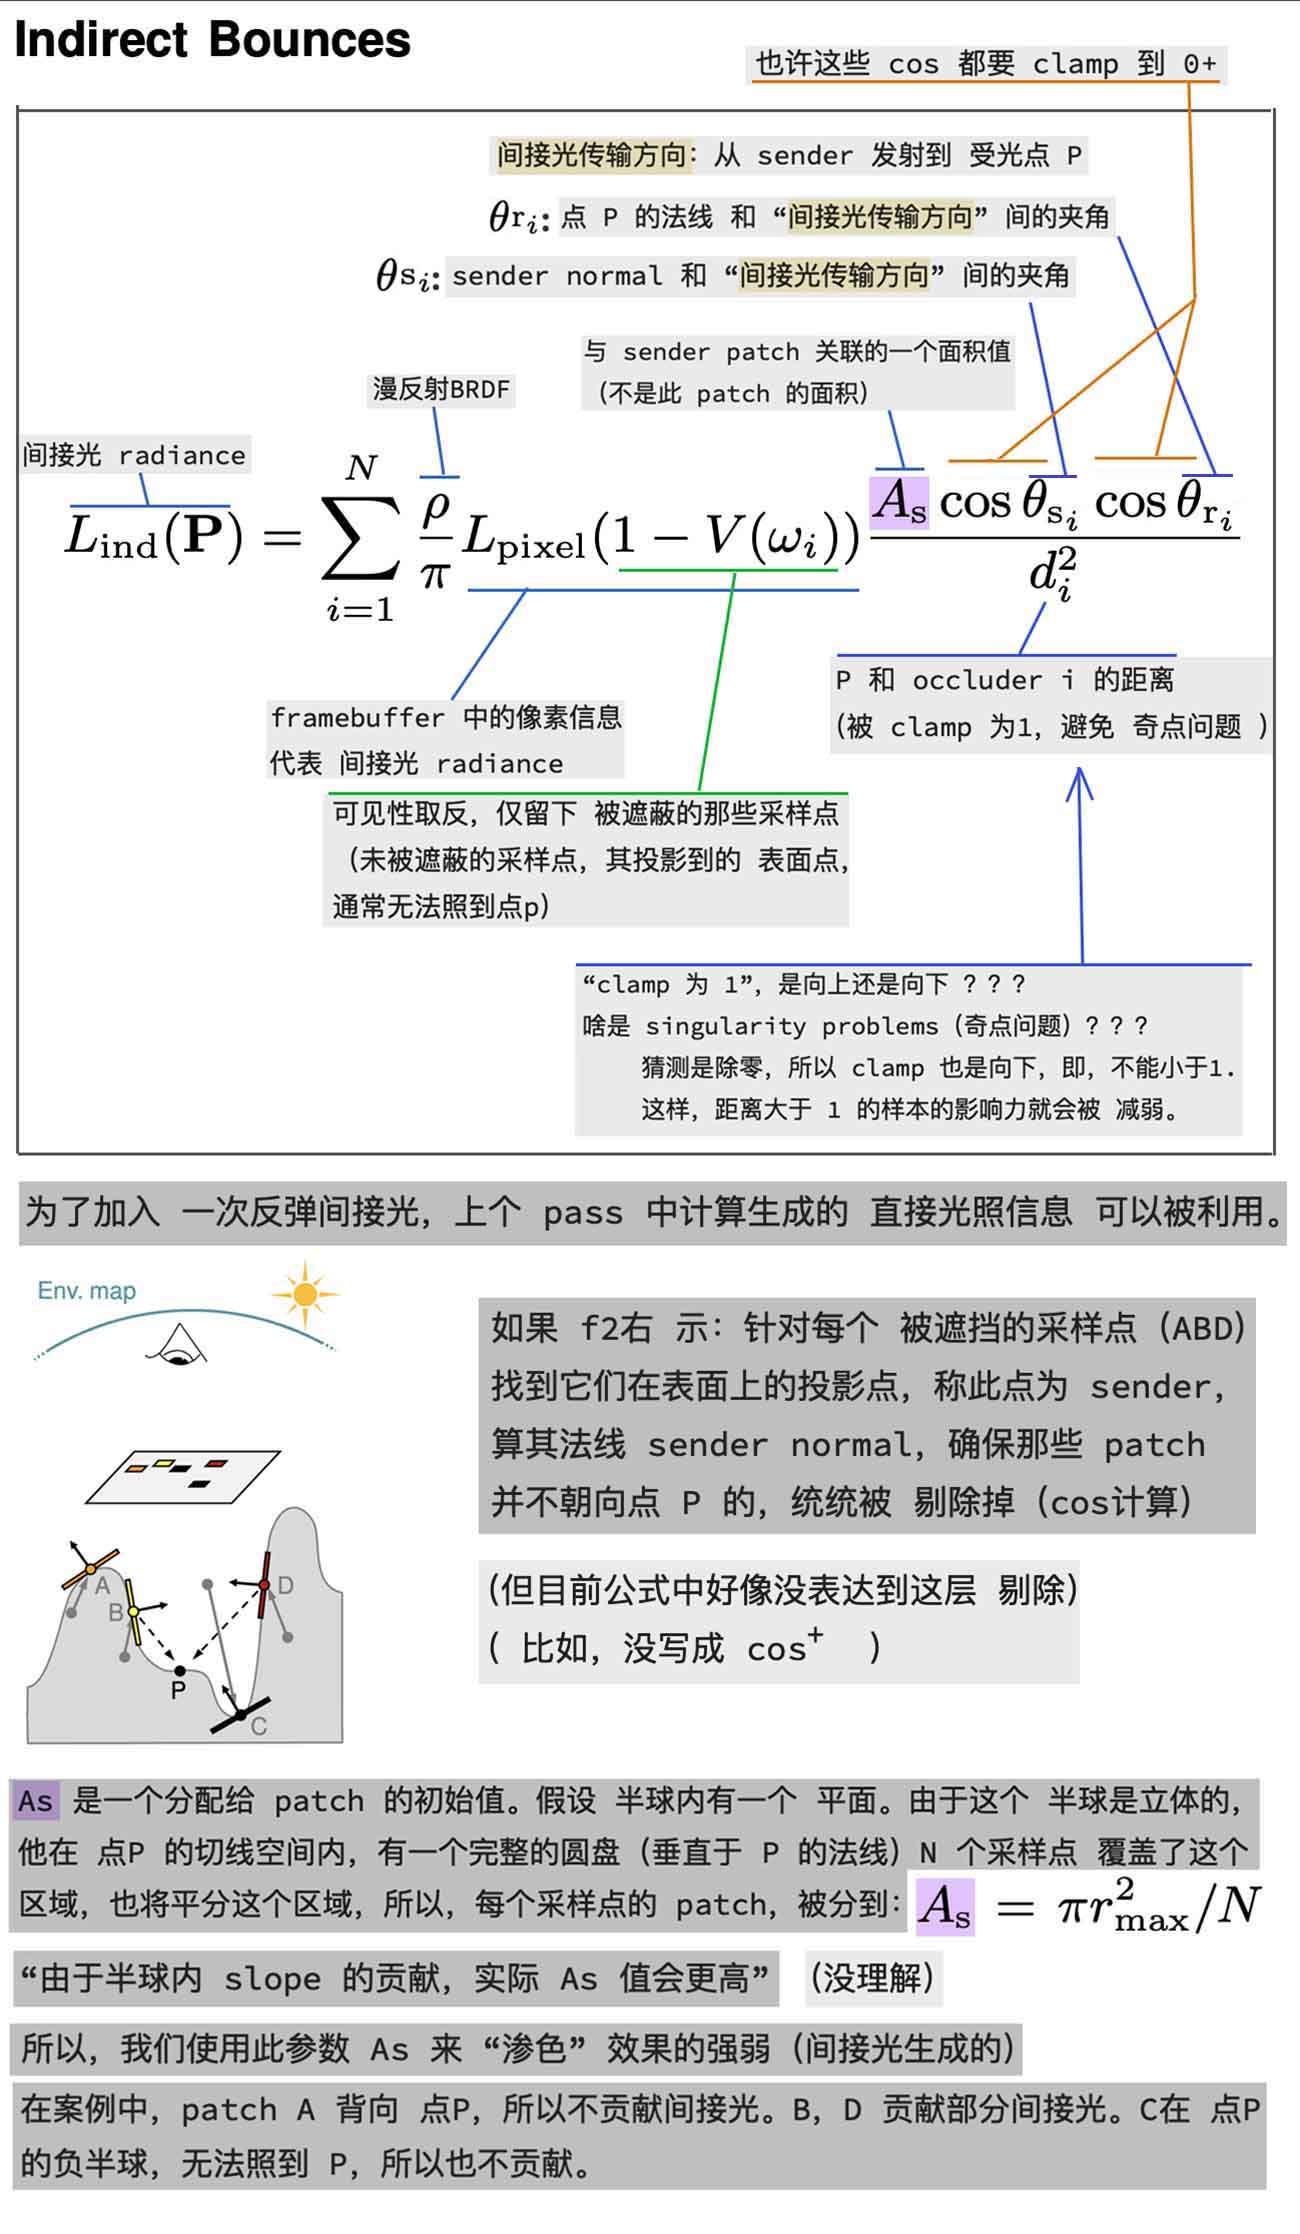 Indirect Bounces
也许这些 cos 都要 clamp 到 0+
间接光传输方向：从 sender 发射到 受光点 P
θr_i: 点 P 的法线 和 “间接光传输方向” 间的夹角
θs_i: sender normal 和 “间接光传输方向” 间的夹角
与 sender patch 关联的一个面积值
（不是此 patch 的面积）
漫反射BRDF
间接光 radiance
L_ind(P) = ∑_{i=1}^{N} ρ/π L_pixel(1 − V(ω_i)) A_s cos θ_{s_i} cos θ_{r_i} / d_i^2
P 和 occluder i 的距离
(被 clamp 为1，避免 奇点问题 )
framebuffer 中的像素信息
代表 间接光 radiance
可见性取反，仅留下 被遮蔽的那些采样点
（未被遮蔽的采样点，其投影到的 表面点，
通常无法照到点p）
“clamp 为 1”，是向上还是向下 ？？？
啥是 singularity problems（奇点问题）？？？
猜测是除零，所以 clamp 也是向下，即，不能小于1.
这样，距离大于 1 的样本的影响力就会被 减弱。
为了加入 一次反弹间接光，上个 pass 中计算生成的 直接光照信息 可以被利用。
Env. map
A
B
D
P
C
如果 f2右 示：针对每个 被遮挡的采样点（ABD）
找到它们在表面上的投影点，称此点为 sender，
算其法线 sender normal，确保那些 patch
并不朝向点 P 的，统统被 剔除掉（cos计算）
(但目前公式中好像没表达到这层 剔除)
( 比如，没写成 cos⁺ )
As 是一个分配给 patch 的初始值。假设 半球内有一个 平面。由于这个 半球是立体的，
他在 点P 的切线空间内，有一个完整的圆盘（垂直于 P 的法线）N 个采样点 覆盖了这个
区域，也将平分这个区域，所以，每个采样点的 patch，被分到： A_s = πr_max^2/N
“由于半球内 slope 的贡献，实际 As 值会更高” （没理解）
所以，我们使用此参数 As 来 “渗色” 效果的强弱（间接光生成的）
在案例中，patch A 背向 点P，所以不贡献间接光。B，D 贡献部分间接光。C在 点P
的负半球，无法照到 P，所以也不贡献。